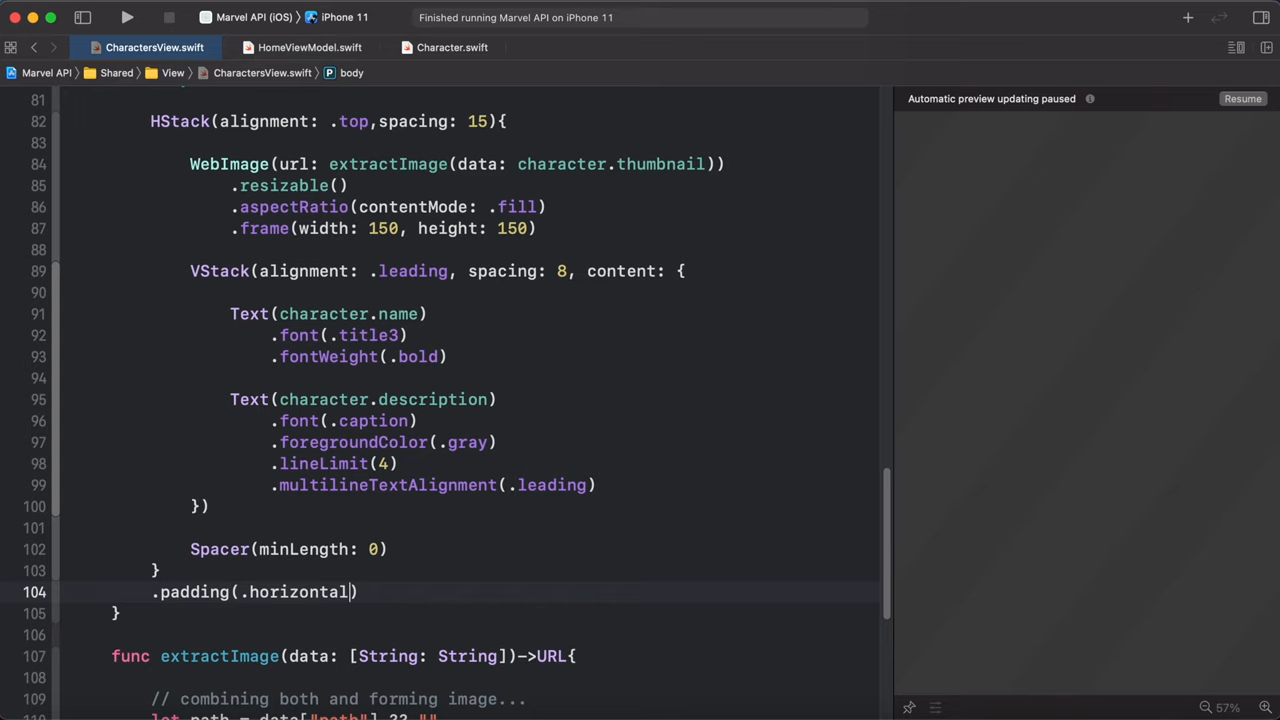 Marvel API (iOS) › iPhone 11
Finished running Marvel API on iPhone 11
CharactersView.swift
HomeViewModel.swift
Character.swift
Marvel API › Shared › View › CharactersView.swift › P body
Automatic preview updating paused
Resume
81
82 HStack(alignment: .top,spacing: 15){
83
84 WebImage(url: extractImage(data: character.thumbnail))
85 .resizable()
86 .aspectRatio(contentMode: .fill)
87 .frame(width: 150, height: 150)
88
89 VStack(alignment: .leading, spacing: 8, content: {
90
91 Text(character.name)
92 .font(.title3)
93 .fontWeight(.bold)
94
95 Text(character.description)
96 .font(.caption)
97 .foregroundColor(.gray)
98 .lineLimit(4)
99 .multilineTextAlignment(.leading)
100 })
101
102 Spacer(minLength: 0)
103 }
104 .padding(.horizontal)
105 }
106
107 func extractImage(data: [String: String])->URL{
108
109 // combining both and forming image...
let path = data["path"] ?? ""
57%